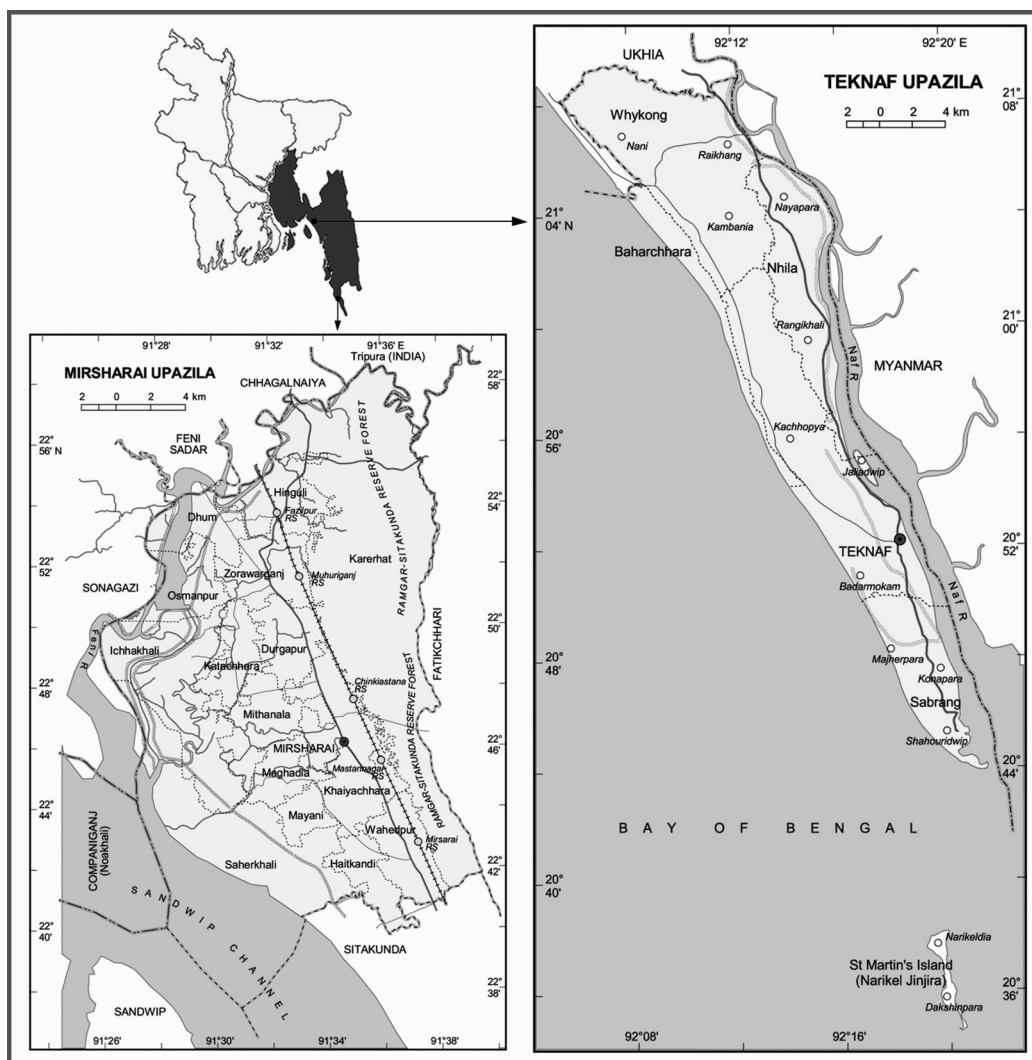 92° 12'
92° 20' E
UKHIA
TEKNAF UPAZILA
2 0 2 4 km
21°
08'
Whykong
Nani
Raikhang
Nayapara
21°
04' N
Kambania
Baharchhara
Nhila
Rangikhali
21°
00'
Naf R
MYANMAR
Kachhopya
20°
56'
Jaliadwip
TEKNAF
20°
52'
Badarmokam
Naf R
Majherpara
20°
48'
Konapara
Sabrang
Shahouridwip
20°
44'
BAY OF BENGAL
20°
40'
Narikeldia
St Martin's Island
(Narikel Jinjira)
20°
36'
Dakshinpara
92° 08'
92° 16'
91° 28'
91° 32'
91° 36' E
Tripura (INDIA)
MIRSHARAI UPAZILA
CHHAGALNAIYA
22°
58'
2 0 2 4 km
22°
56' N
FENI
SADAR
RAMGAR-SITAKUNDA RESERVE FOREST
Hinguli
22°
54'
Dhum
Fazilpur
RS
Karerhat
22°
52'
Zorawarganj
Muhuriganj
RS
SONAGAZI
Osmanpur
22°
50'
Feni R
Ichhakhali
Durgapur
Katachhara
FATIKCHHARI
22°
48'
Chinkiastana
RS
Mithanala
MIRSHARAI
22°
46'
Maghadia
Mastannagar
RS
RAMGAR-SITAKUNDA RESERVE FOREST
Khaiyachhara
22°
44'
Mayani
Wahedpur
Mirsarai
RS
COMPANIGANJ
(Noakhali)
Saherkhali
Haitkandi
22°
42'
SANDWIP CHANNEL
22°
40'
SITAKUNDA
22°
38'
SANDWIP
91° 26'
91° 30'
91° 34'
91° 38'